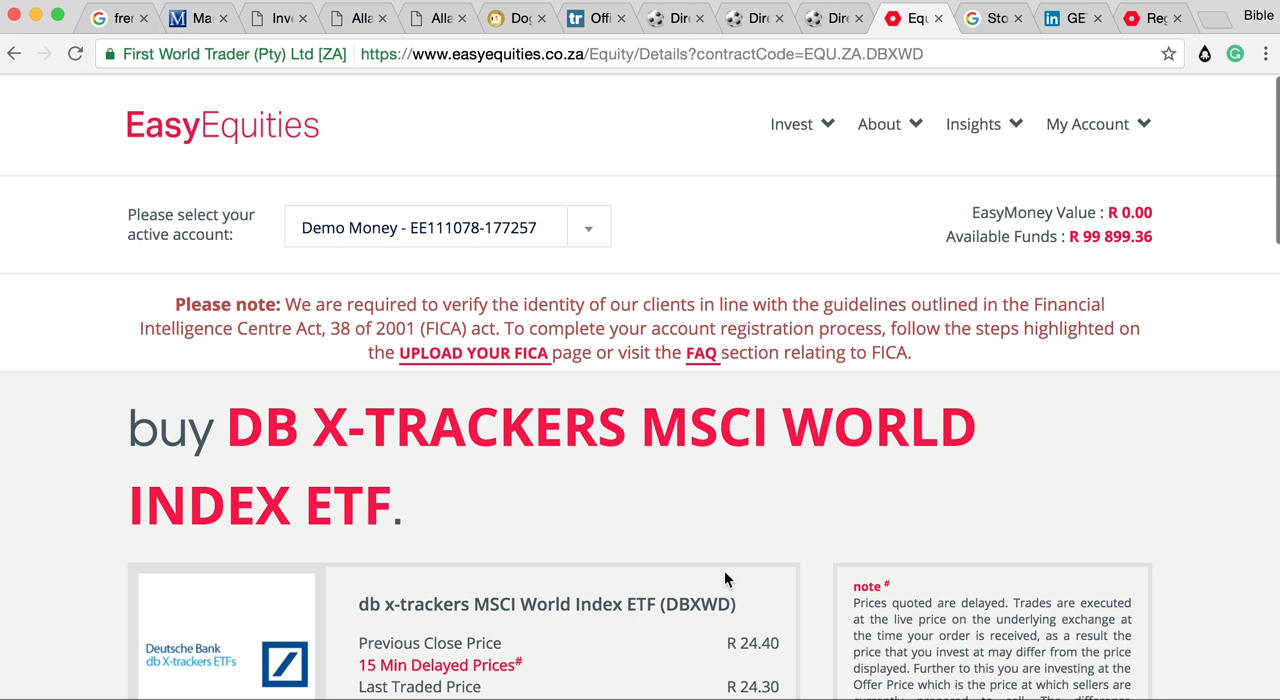 frer
Ma
Inve
Alla
Alla
Dog
tr Offi
Dire
Dire
Dire
Equ
Sto
in GE
Reg
Bible
First World Trader (Pty) Ltd [ZA] https://www.easyequities.co.za/Equity/Details?contractCode=EQU.ZA.DBXWD
EasyEquities
Invest About Insights My Account
Please select your
active account:
Demo Money - EE111078-177257
EasyMoney Value : R 0.00
Available Funds : R 99 899.36
Please note: We are required to verify the identity of our clients in line with the guidelines outlined in the Financial
Intelligence Centre Act, 38 of 2001 (FICA) act. To complete your account registration process, follow the steps highlighted on
the UPLOAD YOUR FICA page or visit the FAQ section relating to FICA.
buy DB X-TRACKERS MSCI WORLD
INDEX ETF.
Deutsche Bank
db X-trackers ETFs
db x-trackers MSCI World Index ETF (DBXWD)
Previous Close Price R 24.40
15 Min Delayed Prices#
Last Traded Price R 24.30
note #
Prices quoted are delayed. Trades are executed
at the live price on the underlying exchange at
the time your order is received, as a result the
price that you invest at may differ from the price
displayed. Further to this you are investing at the
Offer Price which is the price at which sellers are
currently prepared to sell. The difference